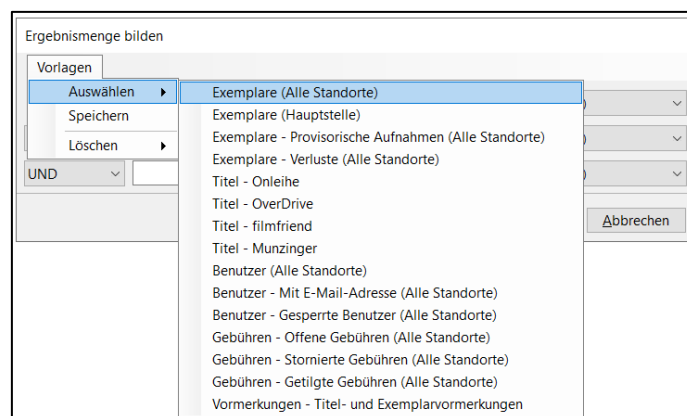 Ergebnismenge bilden
Vorlagen
Auswählen
Speichern
Löschen
Exemplare (Alle Standorte)
Exemplare (Hauptstelle)
Exemplare - Provisorische Aufnahmen (Alle Standorte)
Exemplare - Verluste (Alle Standorte)
Titel - Onleihe
Titel - OverDrive
Titel - filmfriend
Titel - Munzinger
Benutzer (Alle Standorte)
Benutzer - Mit E-Mail-Adresse (Alle Standorte)
Benutzer - Gesperrte Benutzer (Alle Standorte)
Gebühren - Offene Gebühren (Alle Standorte)
Gebühren - Stornierte Gebühren (Alle Standorte)
Gebühren - Getilgte Gebühren (Alle Standorte)
Vormerkungen - Titel- und Exemplarvormerkungen
UND
Abbrechen